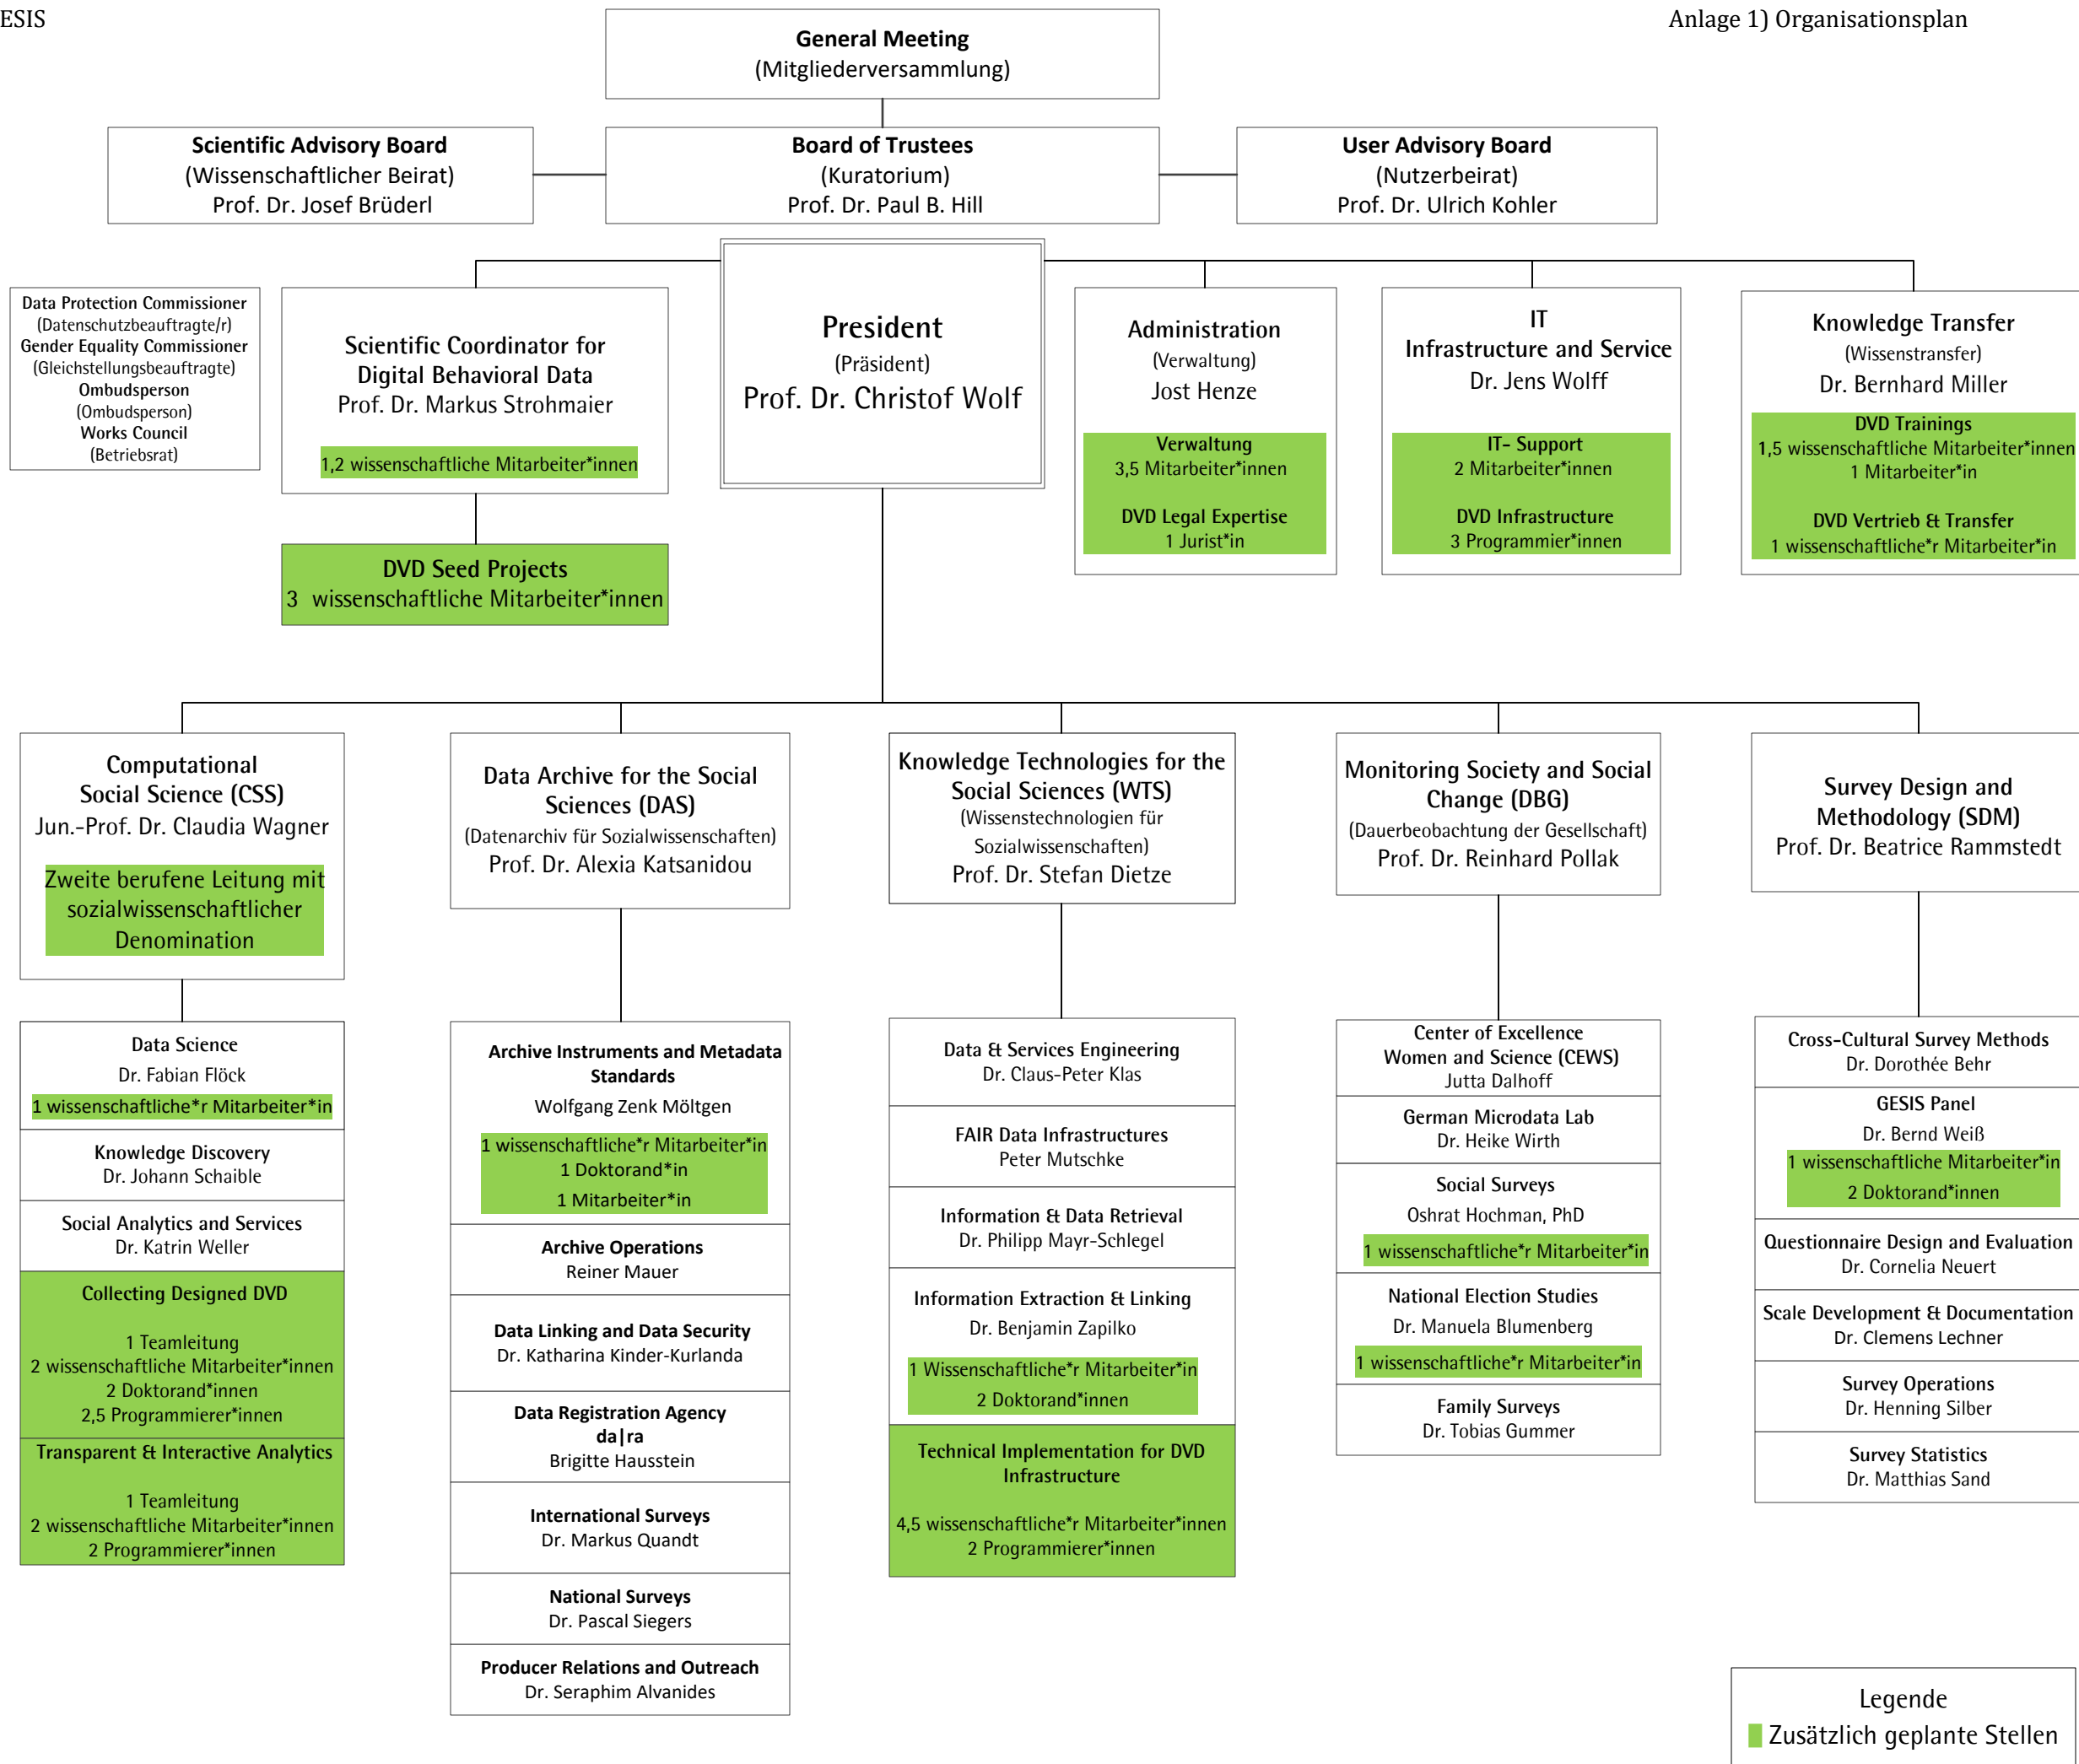 ESIS
Anlage 1) Organisationsplan
General Meeting
(Mitgliederversammlung)
Scientific Advisory Board
(Wissenschaftlicher Beirat)
Prof. Dr. Josef Brüderl
Board of Trustees
(Kuratorium)
Prof. Dr. Paul B. Hill
User Advisory Board
(Nutzerbeirat)
Prof. Dr. Ulrich Kohler
Data Protection Commissioner
(Datenschutzbeauftragte/r)
Gender Equality Commissioner
(Gleichstellungsbeauftragte)
Ombudsperson
(Ombudsperson)
Works Council
(Betriebsrat)
Scientific Coordinator for
Digital Behavioral Data
Prof. Dr. Markus Strohmaier
1,2 wissenschaftliche Mitarbeiter*innen
DVD Seed Projects
3 wissenschaftliche Mitarbeiter*innen
President
(Präsident)
Prof. Dr. Christof Wolf
Administration
(Verwaltung)
Jost Henze
Verwaltung
3,5 Mitarbeiter*innen
DVD Legal Expertise
1 Jurist*in
IT
Infrastructure and Service
Dr. Jens Wolff
IT- Support
2 Mitarbeiter*innen
DVD Infrastructure
3 Programmier*innen
Knowledge Transfer
(Wissenstransfer)
Dr. Bernhard Miller
DVD Trainings
1,5 wissenschaftliche Mitarbeiter*innen
1 Mitarbeiter*in
DVD Vertrieb & Transfer
1 wissenschaftliche*r Mitarbeiter*in
Computational
Social Science (CSS)
Jun.-Prof. Dr. Claudia Wagner
Zweite berufene Leitung mit
sozialwissenschaftlicher
Denomination
Data Science
Dr. Fabian Flöck
1 wissenschaftliche*r Mitarbeiter*in
Knowledge Discovery
Dr. Johann Schaible
Social Analytics and Services
Dr. Katrin Weller
Collecting Designed DVD
1 Teamleitung
2 wissenschaftliche Mitarbeiter*innen
2 Doktorand*innen
2,5 Programmierer*innen
Transparent & Interactive Analytics
1 Teamleitung
2 wissenschaftliche Mitarbeiter*innen
2 Programmierer*innen
Data Archive for the Social
Sciences (DAS)
(Datenarchiv für Sozialwissenschaften)
Prof. Dr. Alexia Katsanidou
Archive Instruments and Metadata
Standards
Wolfgang Zenk Möltgen
1 wissenschaftliche*r Mitarbeiter*in
1 Doktorand*in
1 Mitarbeiter*in
Archive Operations
Reiner Mauer
Data Linking and Data Security
Dr. Katharina Kinder-Kurlanda
Data Registration Agency
da|ra
Brigitte Hausstein
International Surveys
Dr. Markus Quandt
National Surveys
Dr. Pascal Siegers
Producer Relations and Outreach
Dr. Seraphim Alvanides
Knowledge Technologies for the
Social Sciences (WTS)
(Wissenstechnologien für
Sozialwissenschaften)
Prof. Dr. Stefan Dietze
Data & Services Engineering
Dr. Claus-Peter Klas
FAIR Data Infrastructures
Peter Mutschke
Information & Data Retrieval
Dr. Philipp Mayr-Schlegel
Information Extraction & Linking
Dr. Benjamin Zapilko
1 Wissenschaftliche*r Mitarbeiter*in
2 Doktorand*innen
Technical Implementation for DVD
Infrastructure
4,5 wissenschaftliche*r Mitarbeiter*innen
2 Programmierer*innen
Monitoring Society and Social
Change (DBG)
(Dauerbeobachtung der Gesellschaft)
Prof. Dr. Reinhard Pollak
Center of Excellence
Women and Science (CEWS)
Jutta Dalhoff
German Microdata Lab
Dr. Heike Wirth
Social Surveys
Oshrat Hochman, PhD
1 wissenschaftliche*r Mitarbeiter*in
National Election Studies
Dr. Manuela Blumenberg
1 wissenschaftliche*r Mitarbeiter*in
Family Surveys
Dr. Tobias Gummer
Survey Design and
Methodology (SDM)
Prof. Dr. Beatrice Rammstedt
Cross-Cultural Survey Methods
Dr. Dorothée Behr
GESIS Panel
Dr. Bernd Weiß
1 wissenschaftliche Mitarbeiter*in
2 Doktorand*innen
Questionnaire Design and Evaluation
Dr. Cornelia Neuert
Scale Development & Documentation
Dr. Clemens Lechner
Survey Operations
Dr. Henning Silber
Survey Statistics
Dr. Matthias Sand
Legende
Zusätzlich geplante Stellen